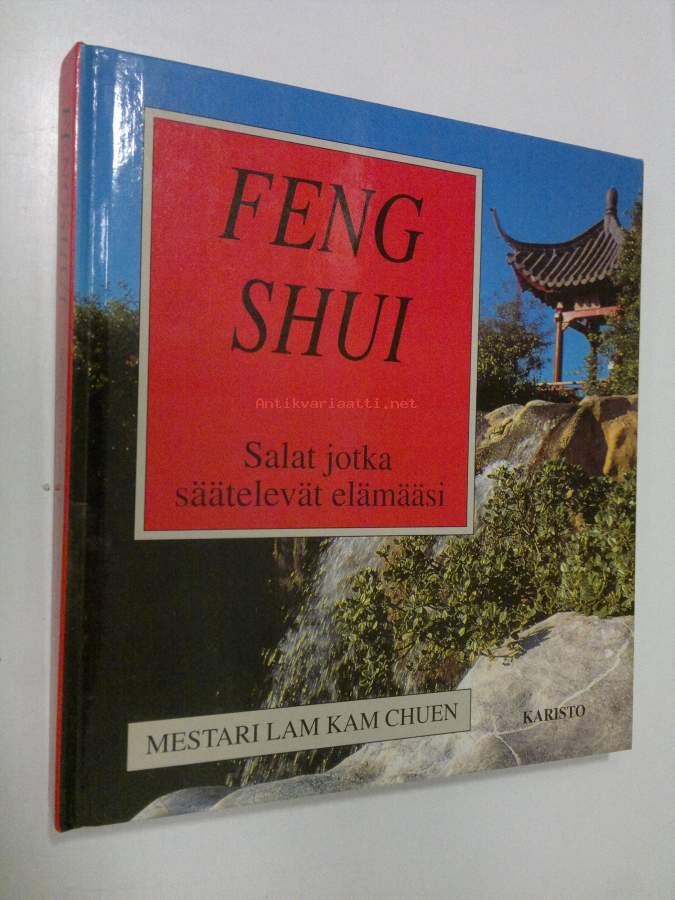 FENG
SHUI
Antikvariaatti.net
Salat jotka
säätelevät elämääsi
MESTARI LAM KAM CHUEN
KARISTO